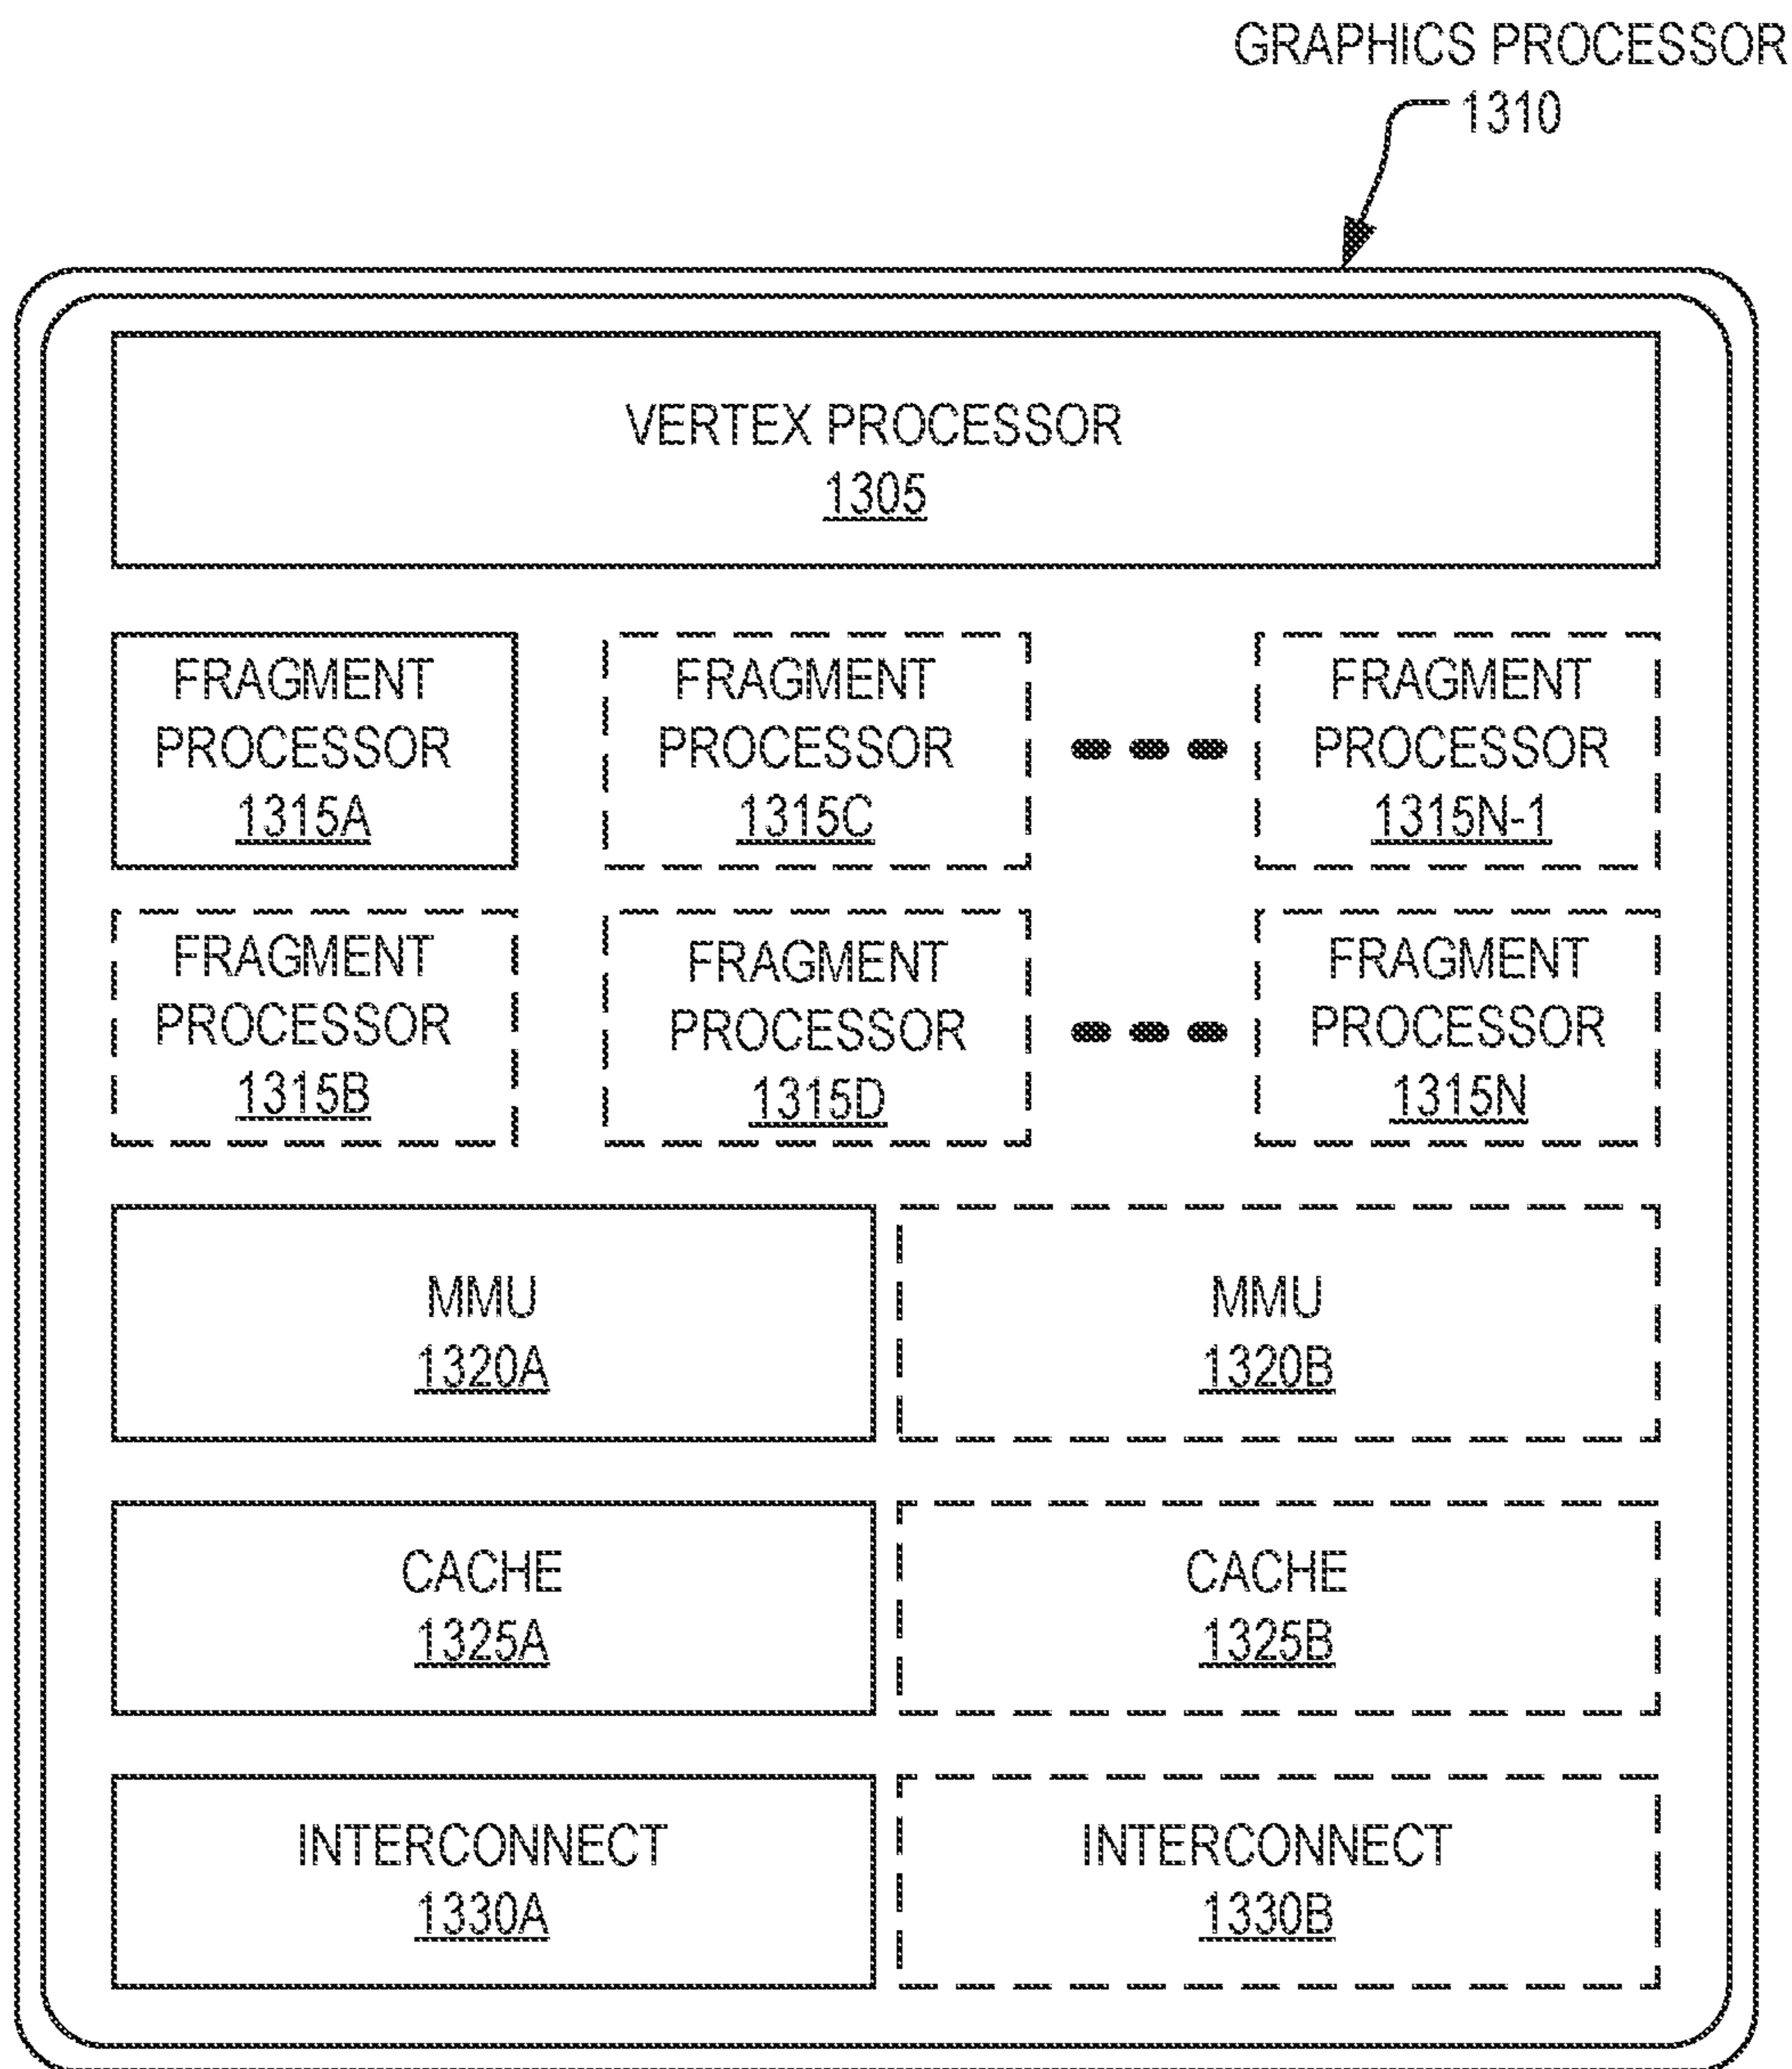 GRAPHICS PROCESSOR
1310
VERTEX PROCESSOR
1305
FRAGMENT
PROCESSOR
1315A
FRAGMENT
PROCESSOR
1315C
FRAGMENT
PROCESSOR
1315N-1
FRAGMENT
PROCESSOR
1315B
FRAGMENT
PROCESSOR
1315D
FRAGMENT
PROCESSOR
1315N
MMU
1320A
MMU
1320B
CACHE
1325A
CACHE
1325B
INTERCONNECT
1330A
INTERCONNECT
1330B